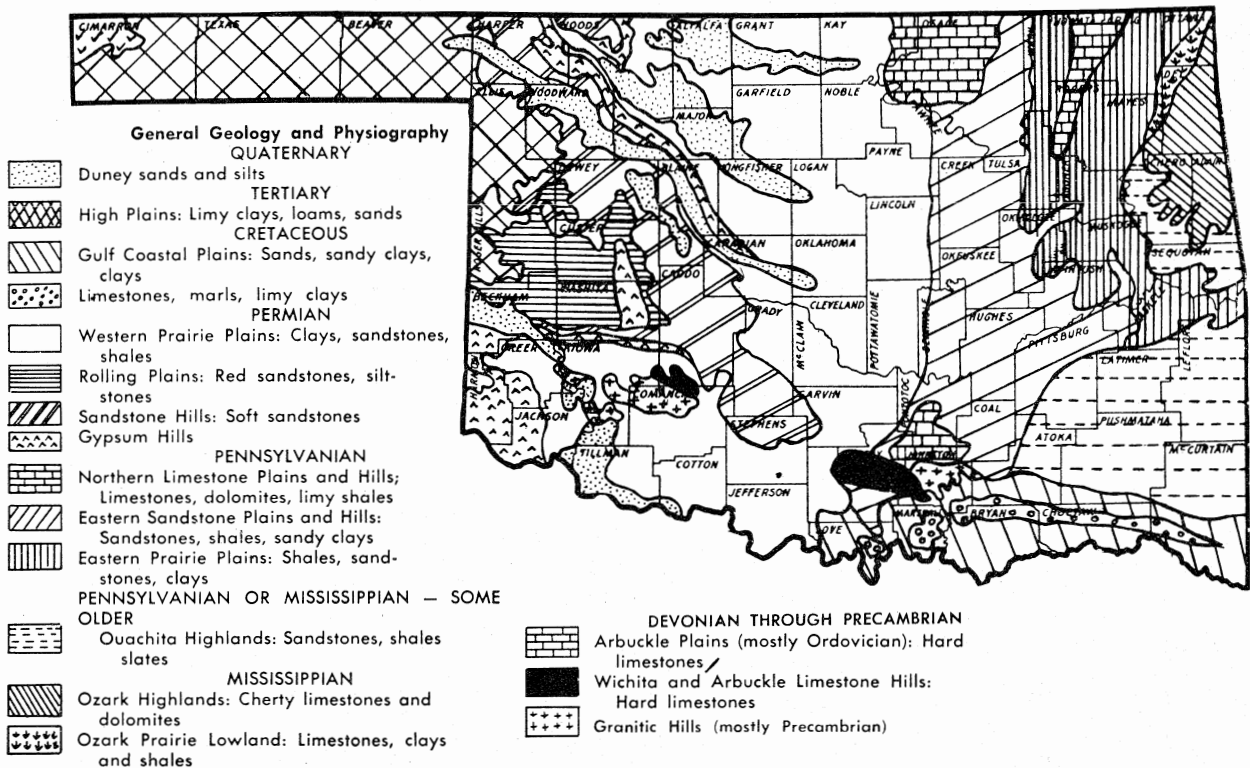 CIMARRON
TEXAS
BEAVER
HARPER
WOODS
ALFALFA
GRANT
KAY
OSAGE
ELLIS
WOODWARD
MAJOR
GARFIELD
NOBLE
PAWNEE
ROGERS
MAYES
DEWEY
BLAINE
KINGFISHER
LOGAN
PAYNE
CREEK
TULSA
CHEROKEE
ADAIR
LINCOLN
ROGER MILLS
CUSTER
CANADIAN
OKLAHOMA
OKMULGEE
MUSKOGEE
OKFUSKEE
SEQUOYAH
BECKHAM
WASHITA
CADDO
GRADY
CLEVELAND
POTTAWATOMIE
SEMINOLE
HUGHES
McINTOSH
PITTSBURG
LATIMER
LEFLORE
GREER
KIOWA
HARMON
COMANCHE
McCLAIN
GARVIN
PONTOTOC
COAL
JACKSON
STEPHENS
ATOKA
PUSHMATAHA
McCURTAIN
TILLMAN
COTTON
JEFFERSON
JOHNSTON
LOVE
MARSHALL
BRYAN
CHOCTAW
General Geology and Physiography
QUATERNARY
Duney sands and silts
TERTIARY
High Plains: Limy clays, loams, sands
CRETACEOUS
Gulf Coastal Plains: Sands, sandy clays,
clays
Limestones, marls, limy clays
PERMIAN
Western Prairie Plains: Clays, sandstones,
shales
Rolling Plains: Red sandstones, silt-
stones
Sandstone Hills: Soft sandstones
Gypsum Hills
PENNSYLVANIAN
Northern Limestone Plains and Hills;
Limestones, dolomites, limy shales
Eastern Sandstone Plains and Hills:
Sandstones, shales, sandy clays
Eastern Prairie Plains: Shales, sand-
stones, clays
PENNSYLVANIAN OR MISSISSIPPIAN — SOME
OLDER
Ouachita Highlands: Sandstones, shales
slates
MISSISSIPPIAN
Ozark Highlands: Cherty limestones and
dolomites
Ozark Prairie Lowland: Limestones, clays
and shales
DEVONIAN THROUGH PRECAMBRIAN
Arbuckle Plains (mostly Ordovician): Hard
limestones
Wichita and Arbuckle Limestone Hills:
Hard limestones
Granitic Hills (mostly Precambrian)